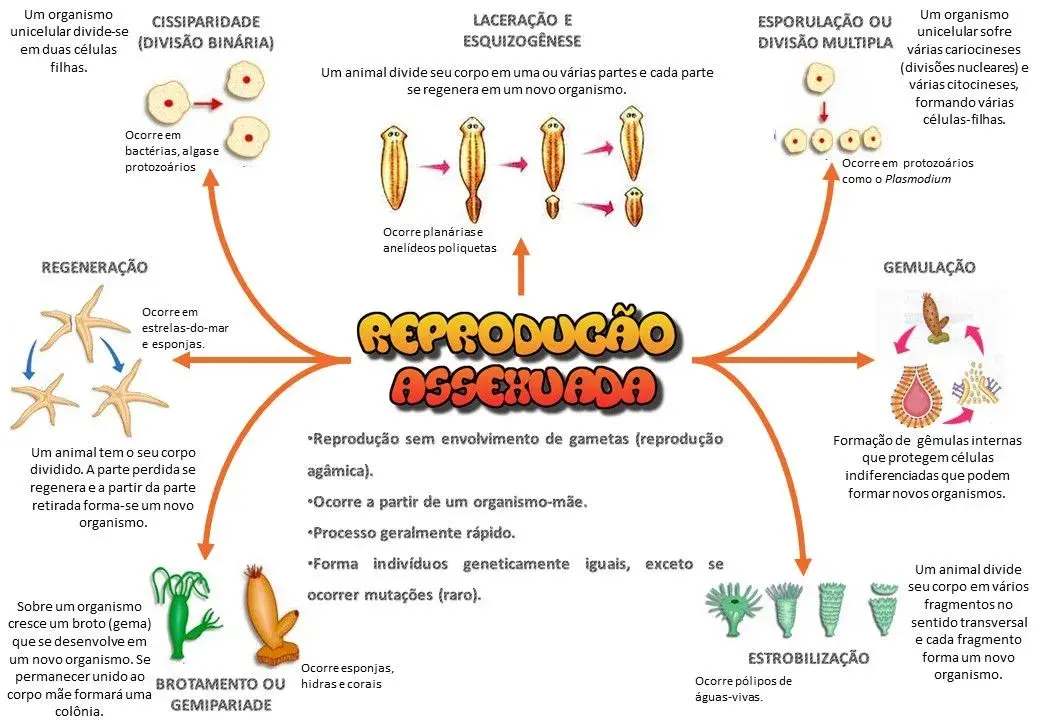 Um organismo
unicelular divide-se
em duas células
filhas.
CISSIPARIDADE
(DIVISÃO BINÁRIA)
Ocorre em
bactérias, algas e
protozoários
LACERAÇÃO E
ESQUIZOGÊNESE
Um animal divide seu corpo em uma ou várias partes e cada parte
se regenera em um novo organismo.
Ocorre planárias e
anelídeos poliquetas
ESPORULAÇÃO OU
DIVISÃO MULTIPLA
Um organismo
unicelular sofre
várias cariocineses
(divisões nucleares) e
várias citocineses,
formando várias
células-filhas.
Ocorre em protozoários
como o Plasmodium
REGENERAÇÃO
Ocorre em
estrelas-do-mar
e esponjas.
Um animal tem o seu corpo
dividido. A parte perdida se
regenera e a partir da parte
retirada forma-se um novo
organismo.
REPRODUÇÃO
ASSEXUADA
•Reprodução sem envolvimento de gametas (reprodução
agâmica).
•Ocorre a partir de um organismo-mãe.
•Processo geralmente rápido.
•Forma indivíduos geneticamente iguais, exceto se
ocorrer mutações (raro).
GEMULAÇÃO
Formação de gêmulas internas
que protegem células
indiferenciadas que podem
formar novos organismos.
Sobre um organismo
cresce um broto (gema)
que se desenvolve em
um novo organismo. Se
permanecer unido ao
corpo mãe formará uma
colônia.
BROTAMENTO OU
GEMIPARIADE
Ocorre esponjas,
hidras e corais
ESTROBILIZAÇÃO
Ocorre pólipos de
águas-vivas.
Um animal divide
seu corpo em vários
fragmentos no
sentido transversal
e cada fragmento
forma um novo
organismo.